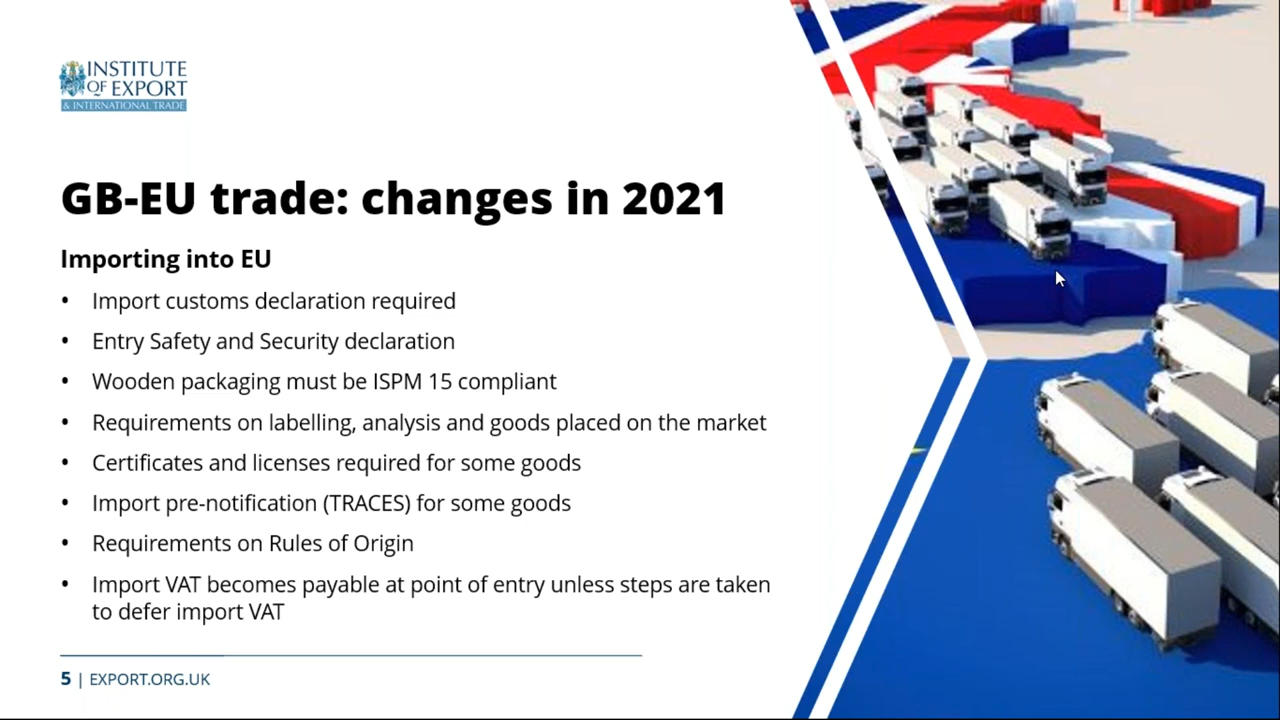 INSTITUTE
OF EXPORT
& INTERNATIONAL TRADE
GB-EU trade: changes in 2021
Importing into EU
• Import customs declaration required
• Entry Safety and Security declaration
• Wooden packaging must be ISPM 15 compliant
• Requirements on labelling, analysis and goods placed on the market
• Certificates and licenses required for some goods
• Import pre-notification (TRACES) for some goods
• Requirements on Rules of Origin
• Import VAT becomes payable at point of entry unless steps are taken
to defer import VAT
5 | EXPORT.ORG.UK